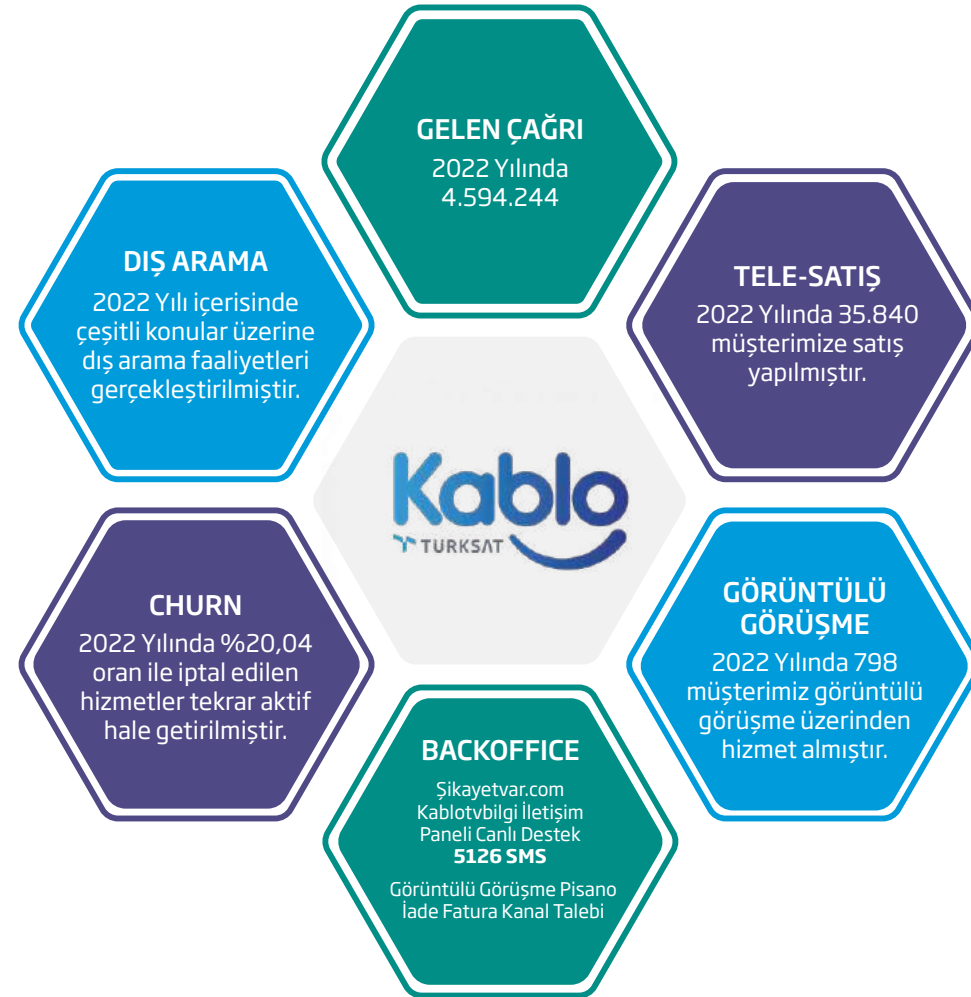 GELEN ÇAĞRI
2022 Yılında
4.594.244
DIŞ ARAMA
2022 Yılı içerisinde
çeşitli konular üzerine
dış arama faaliyetleri
gerçekleştirilmiştir.
TELE-SATIŞ
2022 Yılında 35.840
müşterimize satış
yapılmıştır.
Kablo
TURKSAT
CHURN
2022 Yılında %20,04
oran ile iptal edilen
hizmetler tekrar aktif
hale getirilmiştir.
GÖRÜNTÜLÜ
GÖRÜŞME
2022 Yılında 798
müşterimiz görüntülü
görüşme üzerinden
hizmet almıştır.
BACKOFFICE
Şikayetvar.com
Kablotvbilgi İletişim
Paneli Canlı Destek
5126 SMS
Görüntülü Görüşme Pisano
İade Fatura Kanal Talebi